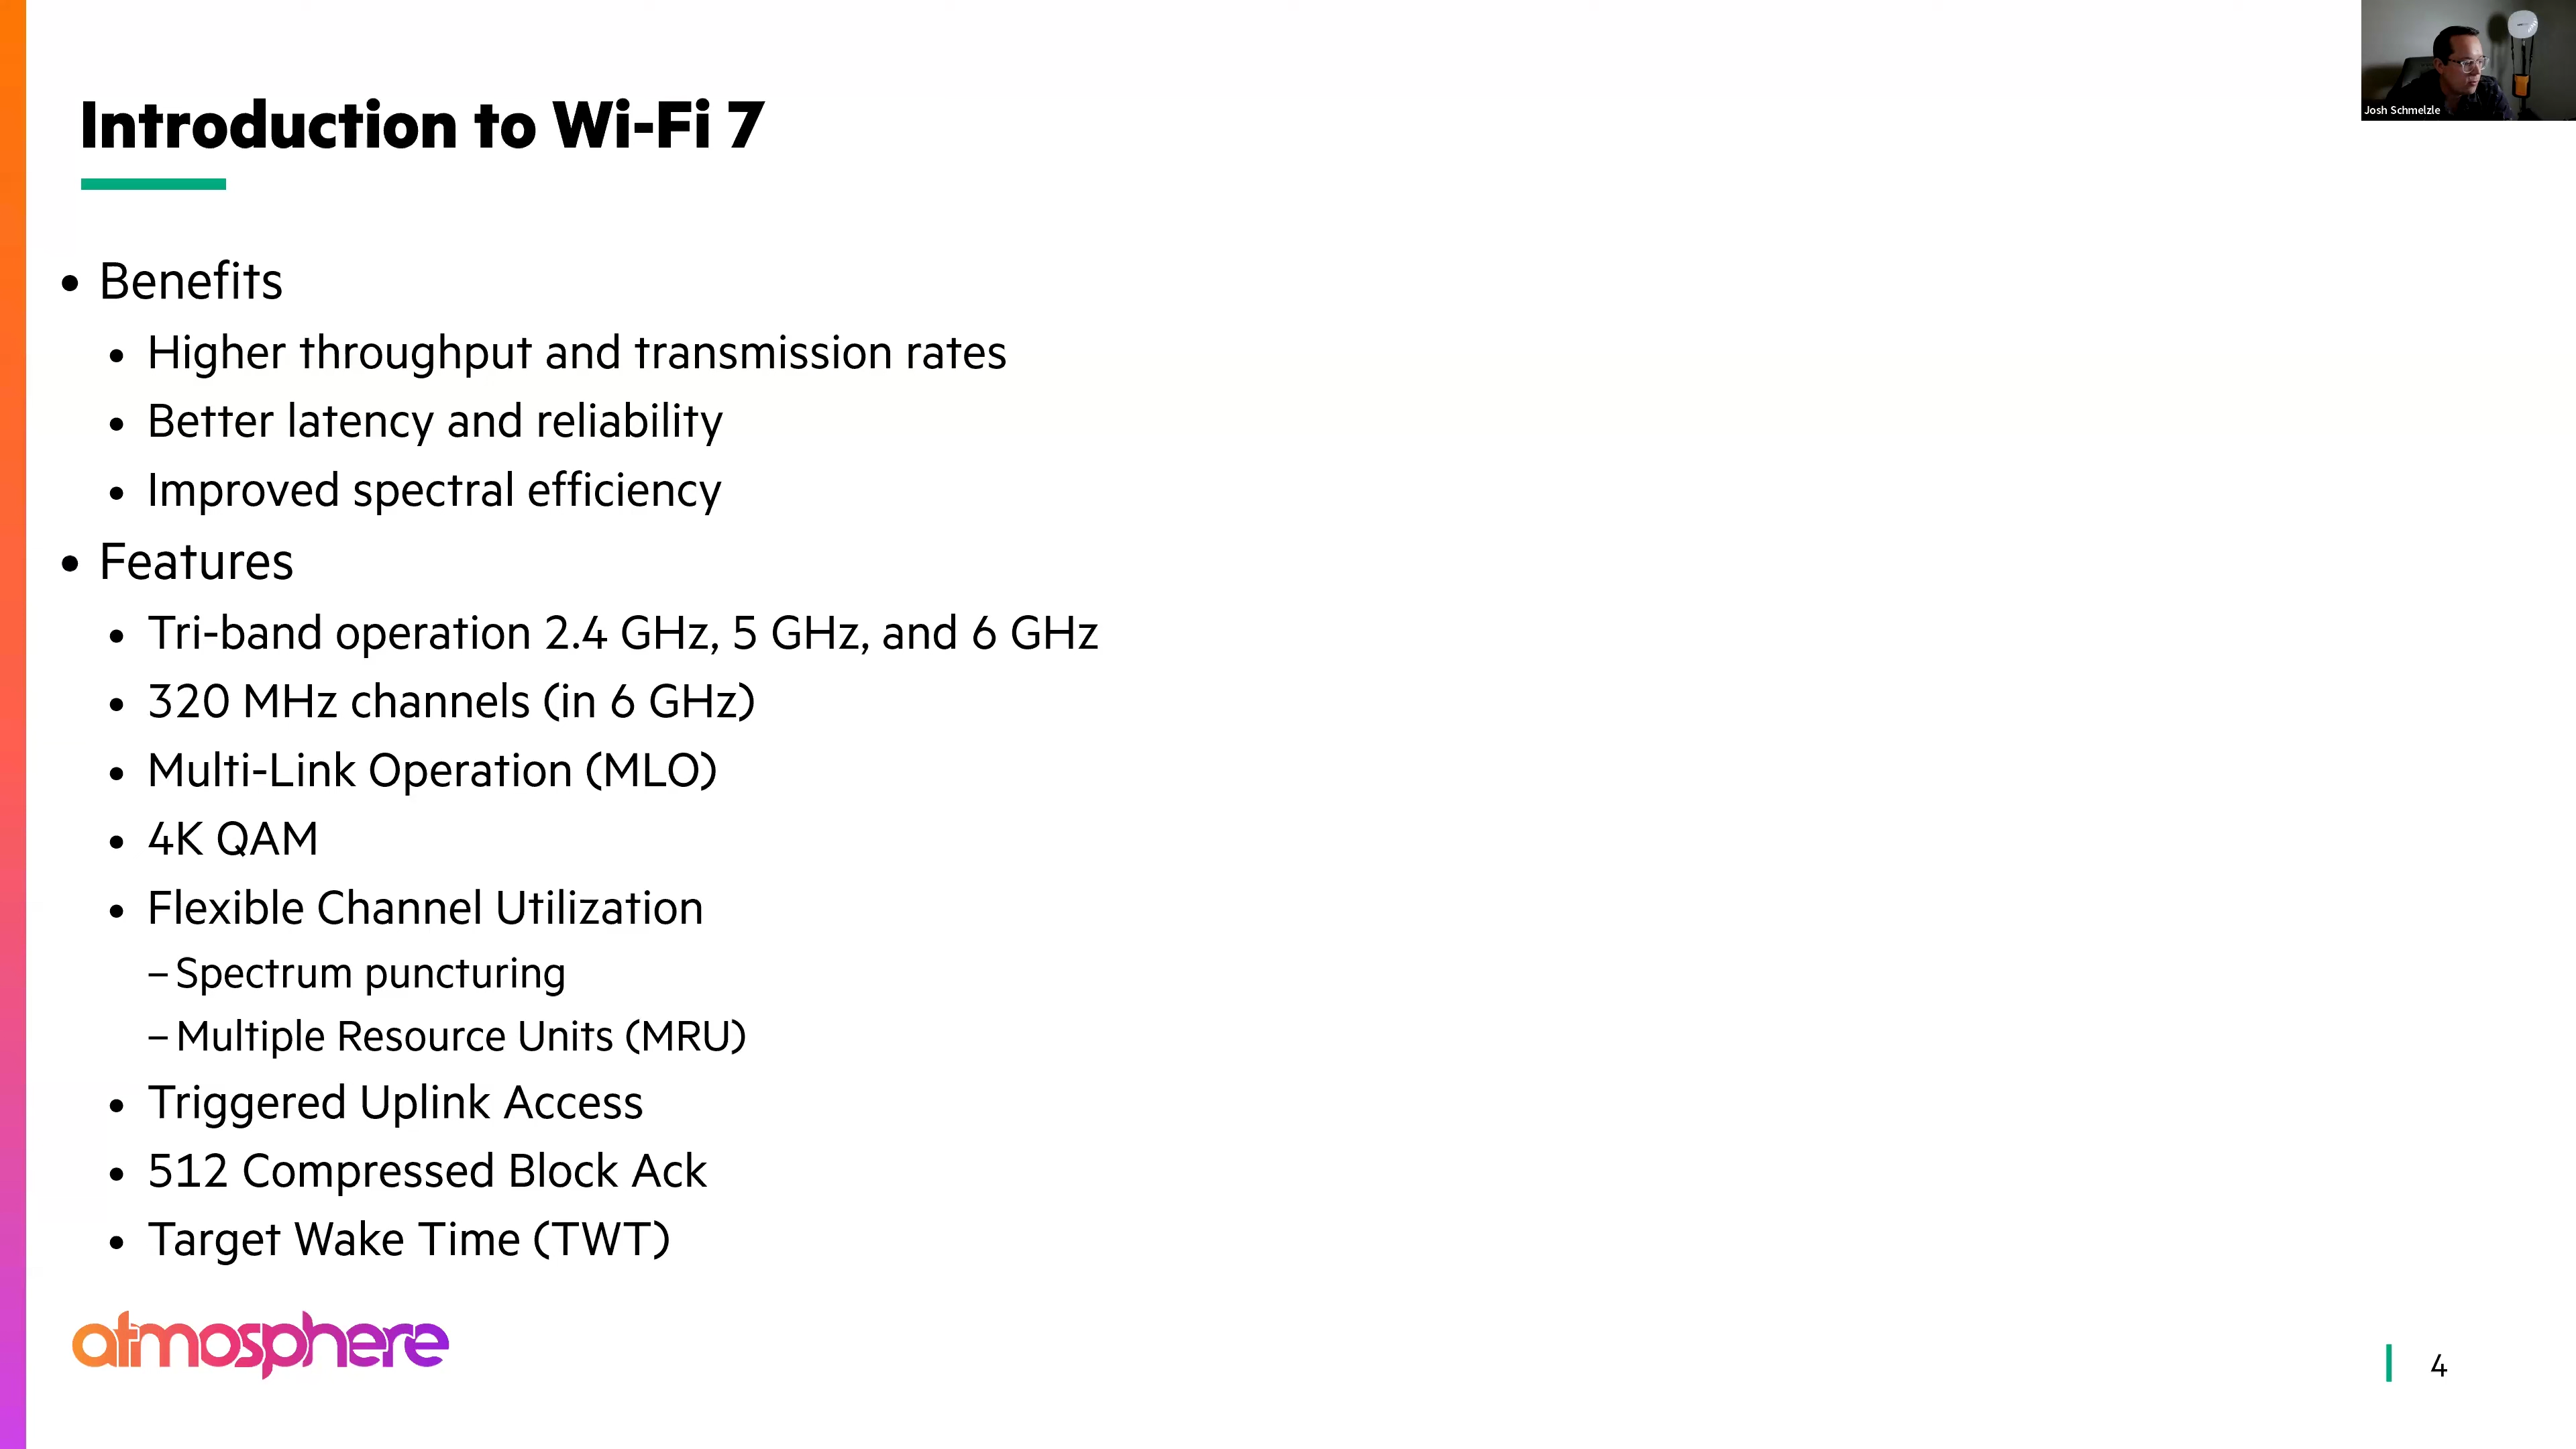 Josh Schmelzle
Introduction to Wi-Fi 7
• Benefits
• Higher throughput and transmission rates
• Better latency and reliability
• Improved spectral efficiency
• Features
• Tri-band operation 2.4 GHz, 5 GHz, and 6 GHz
• 320 MHz channels (in 6 GHz)
• Multi-Link Operation (MLO)
• 4K QAM
• Flexible Channel Utilization
– Spectrum puncturing
– Multiple Resource Units (MRU)
• Triggered Uplink Access
• 512 Compressed Block Ack
• Target Wake Time (TWT)
atmosphere
4